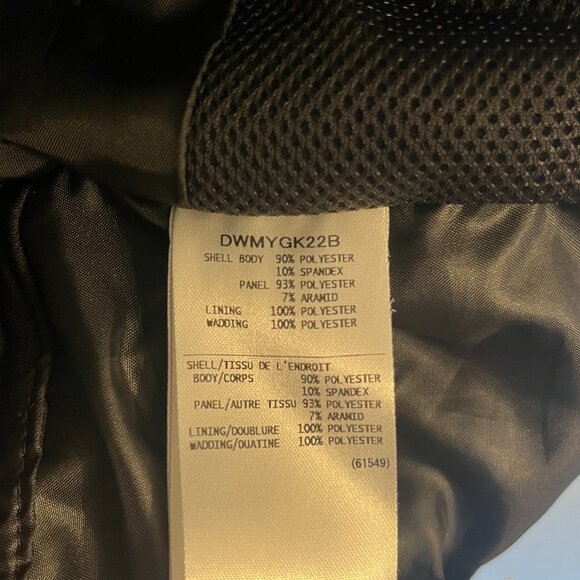 DWMYGK22B
SHELL BODY 90% POLYESTER
10% SPANDEX
PANEL 93% POLYESTER
7% ARAMID
LINING 100% POLYESTER
WADDING 100% POLYESTER
SHELL/TISSU DE L'ENDROIT
BODY/CORPS 90% POLYESTER
10% SPANDEX
PANEL/AUTRE TISSU 93% POLYESTER
7% ARAMID
LINING/DOUBLURE 100% POLYESTER
WADDING/OUATINE 100% POLYESTER
(61549)